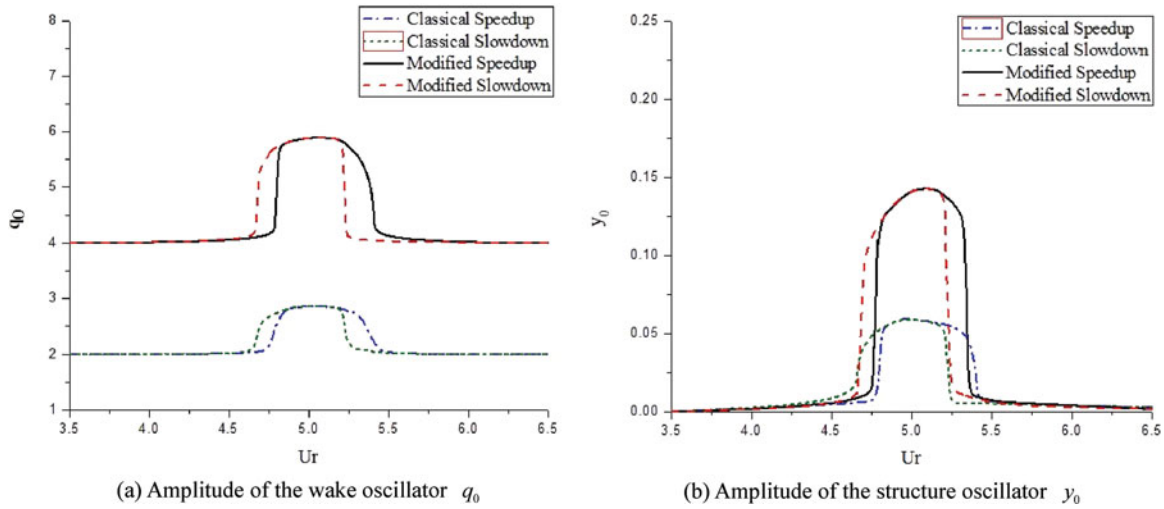 8
7
6
5
4
3
2
1
q0
3.5 4.0 4.5 5.0 5.5 6.0 6.5
Ur
Classical Speedup
Classical Slowdown
Modified Speedup
Modified Slowdown
(a) Amplitude of the wake oscillator q₀
0.25
0.20
0.15
0.10
0.05
0.00
y₀
3.5 4.0 4.5 5.0 5.5 6.0 6.5
Ur
Classical Speedup
Classical Slowdown
Modified Speedup
Modified Slowdown
(b) Amplitude of the structure oscillator y₀